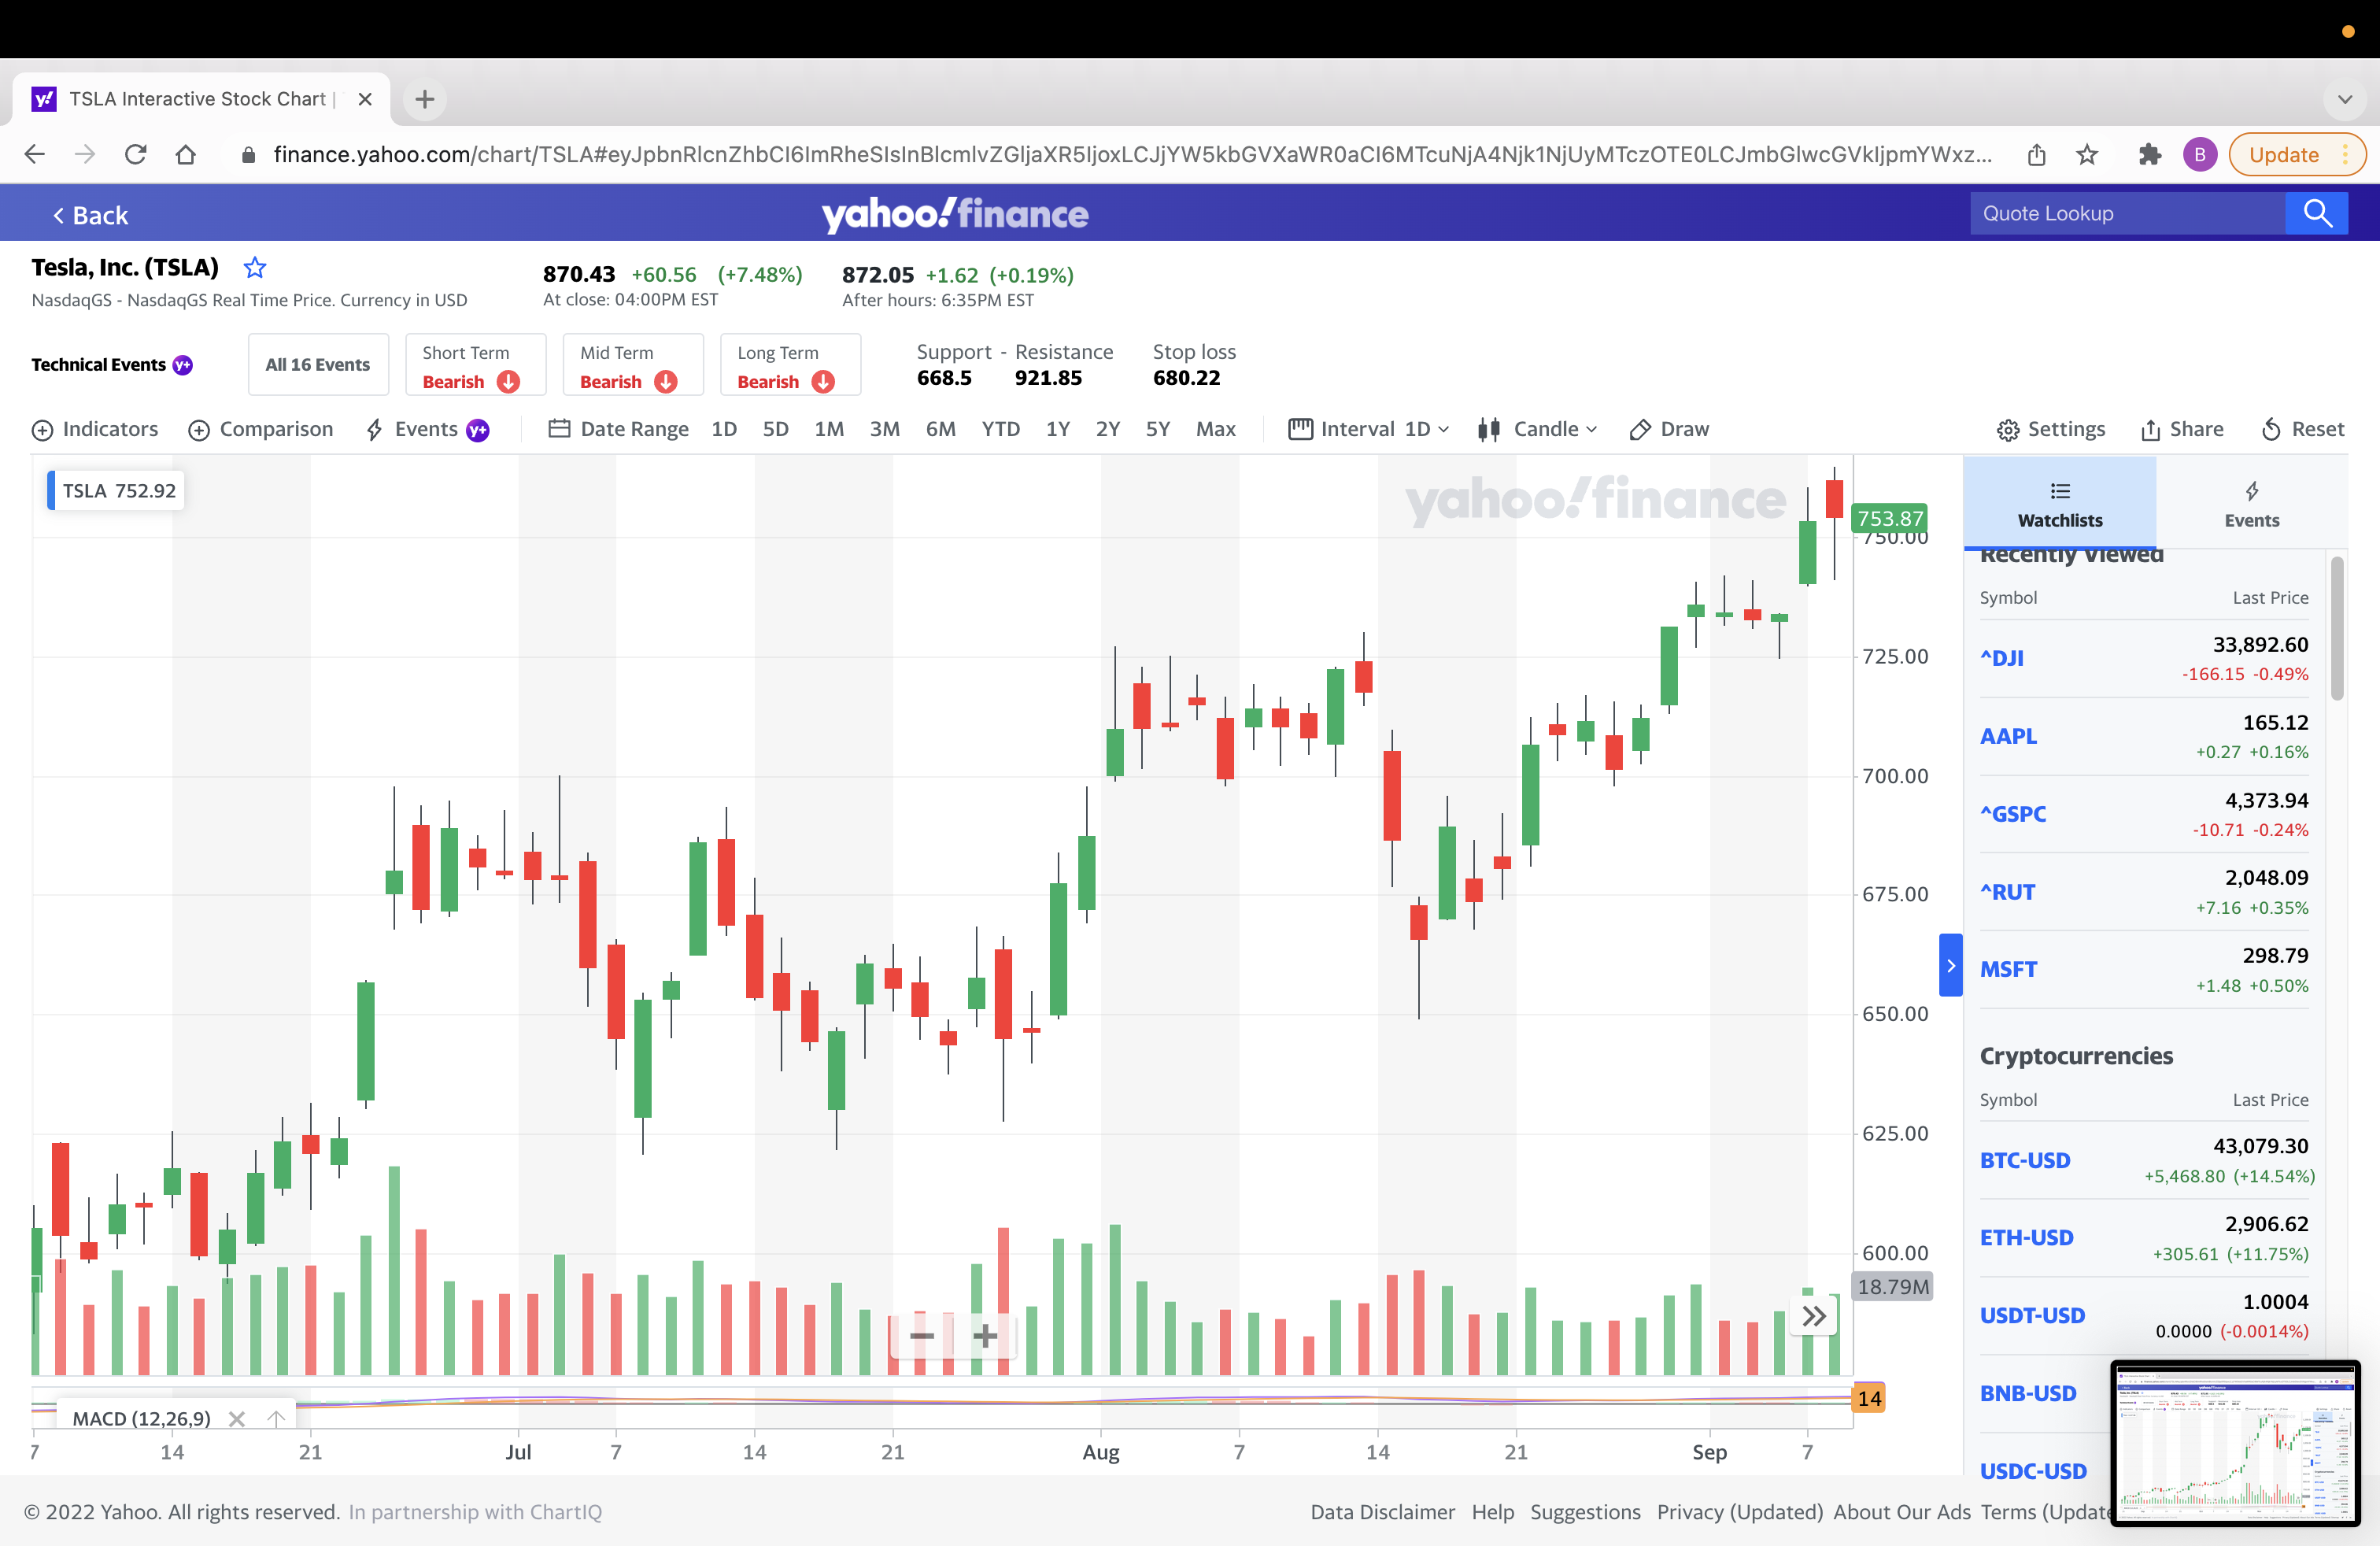 TSLA Interactive Stock Chart |
finance.yahoo.com/chart/TSLA#eyJpbnRlcnZhbCI6ImRheSIsInBlcmlvZGljaXR5IjoxLCJjYW5kbGVXaWR0aCI6MTcuNjA4Njk1NjUyMTczOTE0LCJmbGlwcGVkIjpmYWxz...
B
Update
Back
yahoo!finance
Quote Lookup
Tesla, Inc. (TSLA)
NasdaqGS - NasdaqGS Real Time Price. Currency in USD
870.43 +60.56 (+7.48%)
At close: 04:00PM EST
872.05 +1.62 (+0.19%)
After hours: 6:35PM EST
Technical Events y+
All 16 Events
Short Term
Bearish
Mid Term
Bearish
Long Term
Bearish
Support - Resistance
668.5 921.85
Stop loss
680.22
Indicators Comparison Events y+ Date Range 1D 5D 1M 3M 6M YTD 1Y 2Y 5Y Max Interval 1D Candle Draw Settings Share Reset
TSLA 752.92
yahoo!finance
753.87
750.00
725.00
700.00
675.00
650.00
625.00
600.00
18.79M
14
MACD (12,26,9)
7 14 21 Jul 7 14 21 Aug 7 14 21 Sep 7
Watchlists
Events
Recently Viewed
Symbol Last Price
^DJI 33,892.60
-166.15 -0.49%
AAPL 165.12
+0.27 +0.16%
^GSPC 4,373.94
-10.71 -0.24%
^RUT 2,048.09
+7.16 +0.35%
MSFT 298.79
+1.48 +0.50%
Cryptocurrencies
Symbol Last Price
BTC-USD 43,079.30
+5,468.80 (+14.54%)
ETH-USD 2,906.62
+305.61 (+11.75%)
USDT-USD 1.0004
0.0000 (-0.0014%)
BNB-USD
USDC-USD
© 2022 Yahoo. All rights reserved. In partnership with ChartIQ
Data Disclaimer Help Suggestions Privacy (Updated) About Our Ads Terms (Update